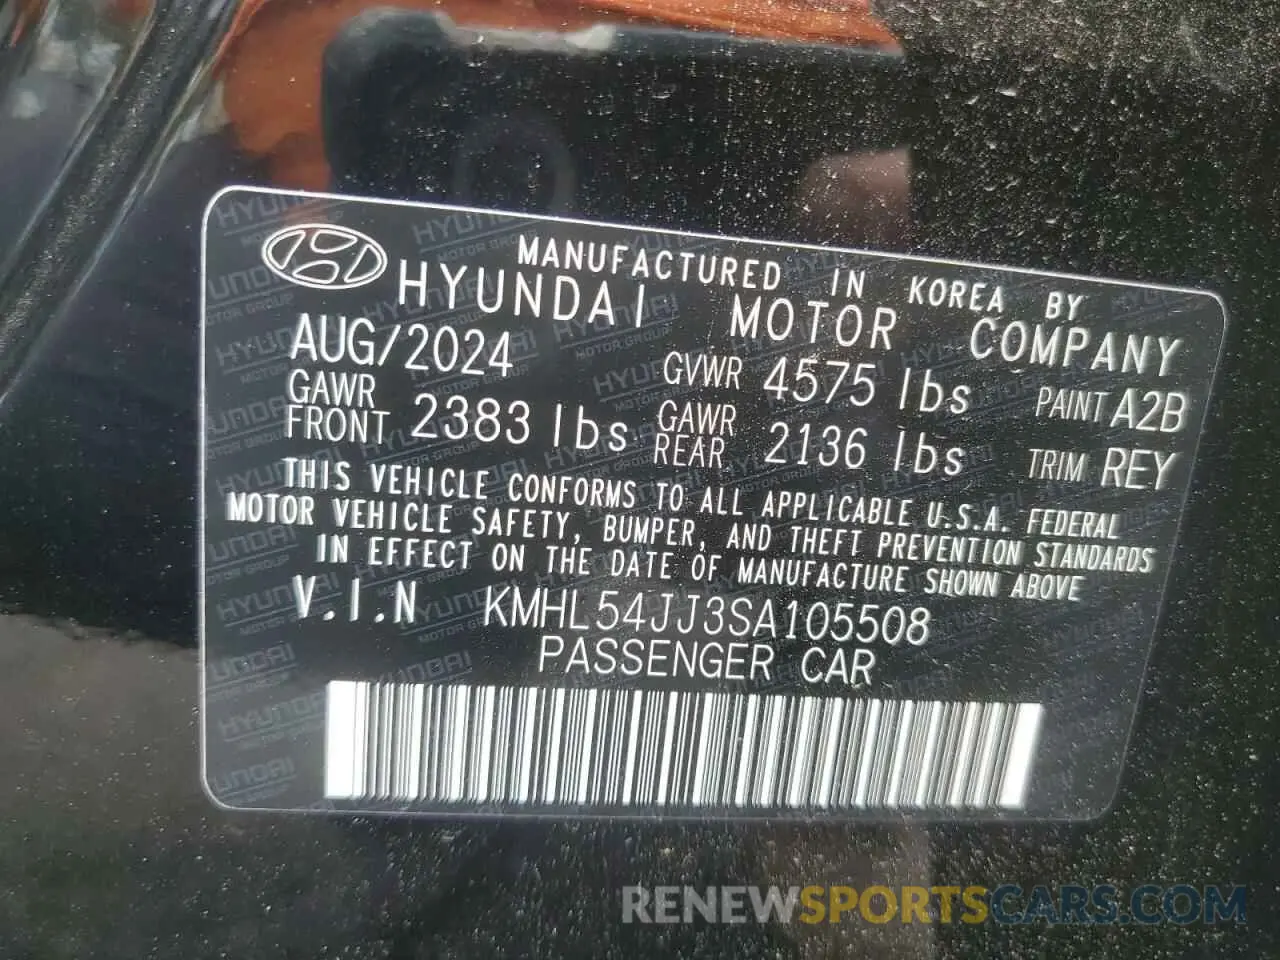 MANUFACTURED IN KOREA BY
HYUNDAI MOTOR COMPANY
AUG/2024 GVWR 4575 lbs PAINT A2B
GAWR FRONT 2383 lbs GAWR REAR 2136 lbs TRIM REY
THIS VEHICLE CONFORMS TO ALL APPLICABLE U.S.A. FEDERAL
MOTOR VEHICLE SAFETY, BUMPER, AND THEFT PREVENTION STANDARDS
IN EFFECT ON THE DATE OF MANUFACTURE SHOWN ABOVE
V.I.N KMHL54JJ3SA105508
PASSENGER CAR
RENEWSPORTSCARS.COM